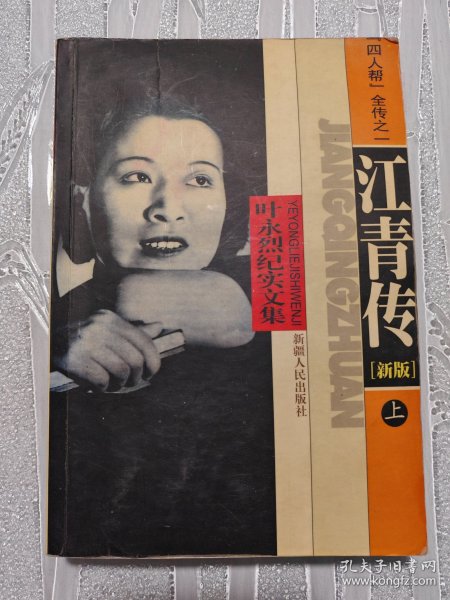 “四人帮”全传之一
江青传
[新版]
上
JIANGQINGZHUAN
YEYONGLIEJISHIWENJI
叶永烈纪实文集
新疆人民出版社
孔夫子旧书网
www.kongfz.com